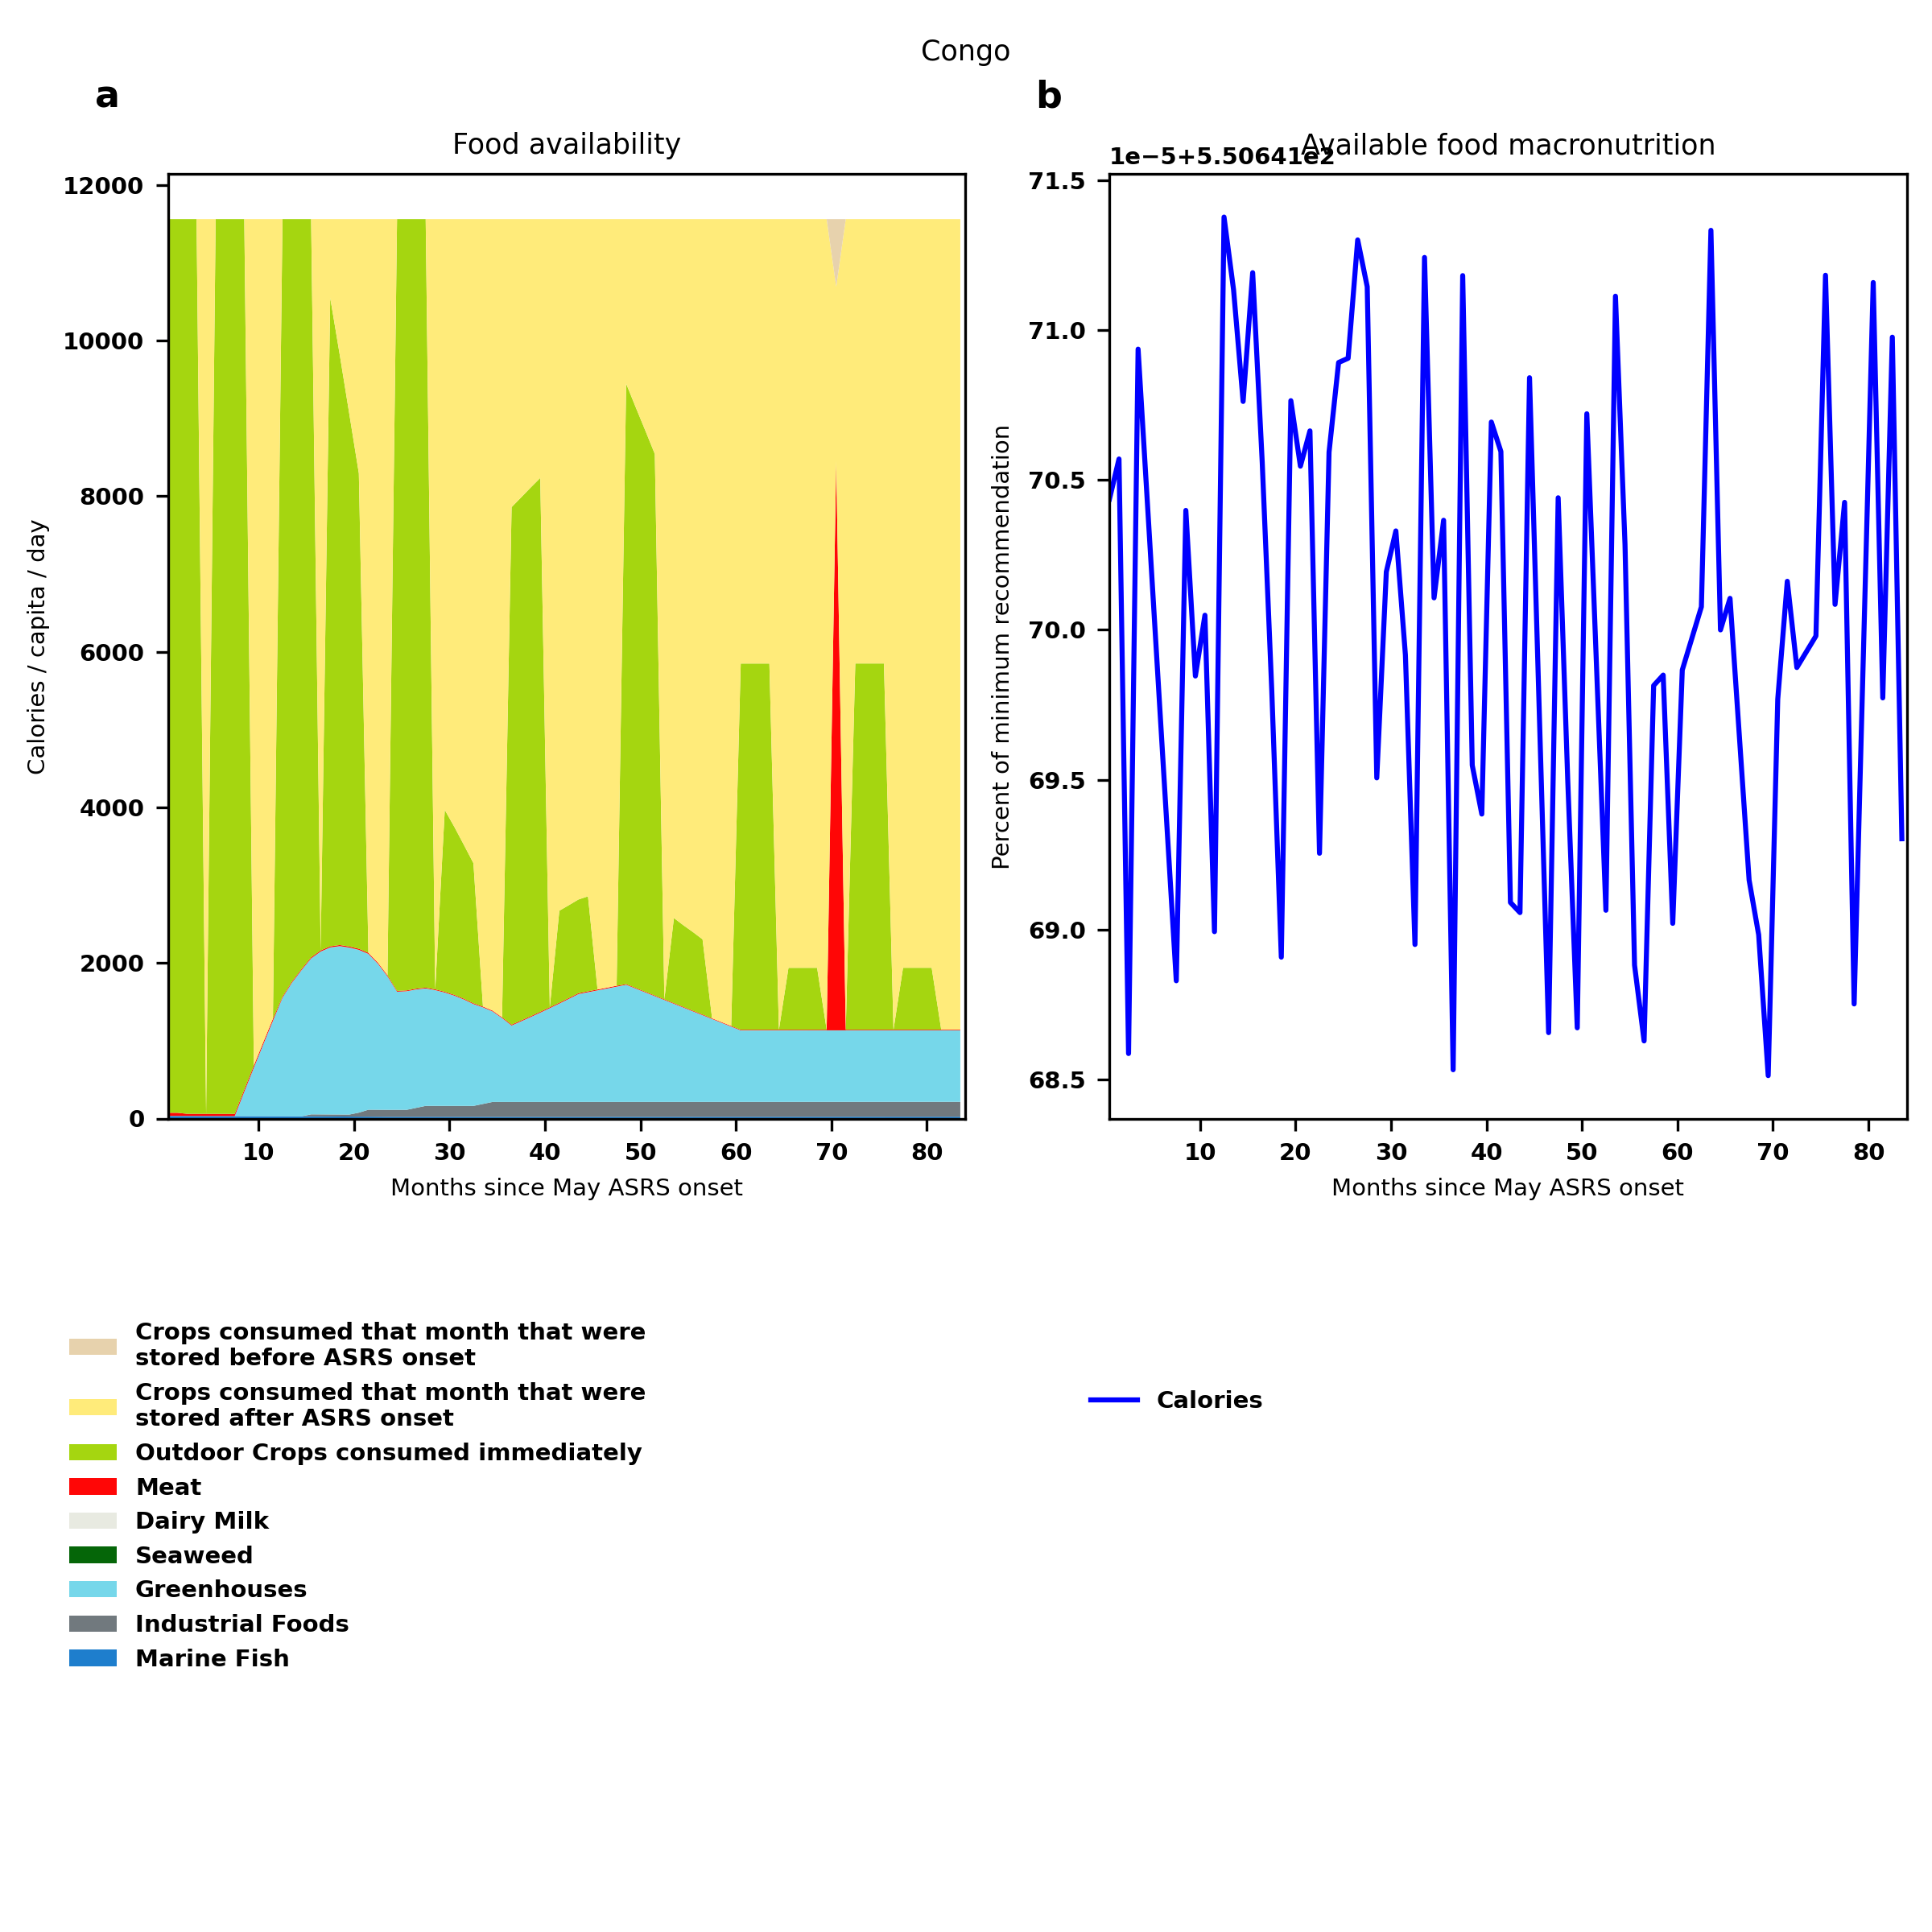 Congo
a
Food availability
12000
10000
8000
6000
4000
2000
0
Calories / capita / day
10 20 30 40 50 60 70 80
Months since May ASRS onset
b
Available food macronutrition
1e−5+5.50641e2
71.5
71.0
70.5
70.0
69.5
69.0
68.5
Percent of minimum recommendation
10 20 30 40 50 60 70 80
Months since May ASRS onset
Crops consumed that month that were
stored before ASRS onset
Crops consumed that month that were
stored after ASRS onset
Outdoor Crops consumed immediately
Meat
Dairy Milk
Seaweed
Greenhouses
Industrial Foods
Marine Fish
Calories